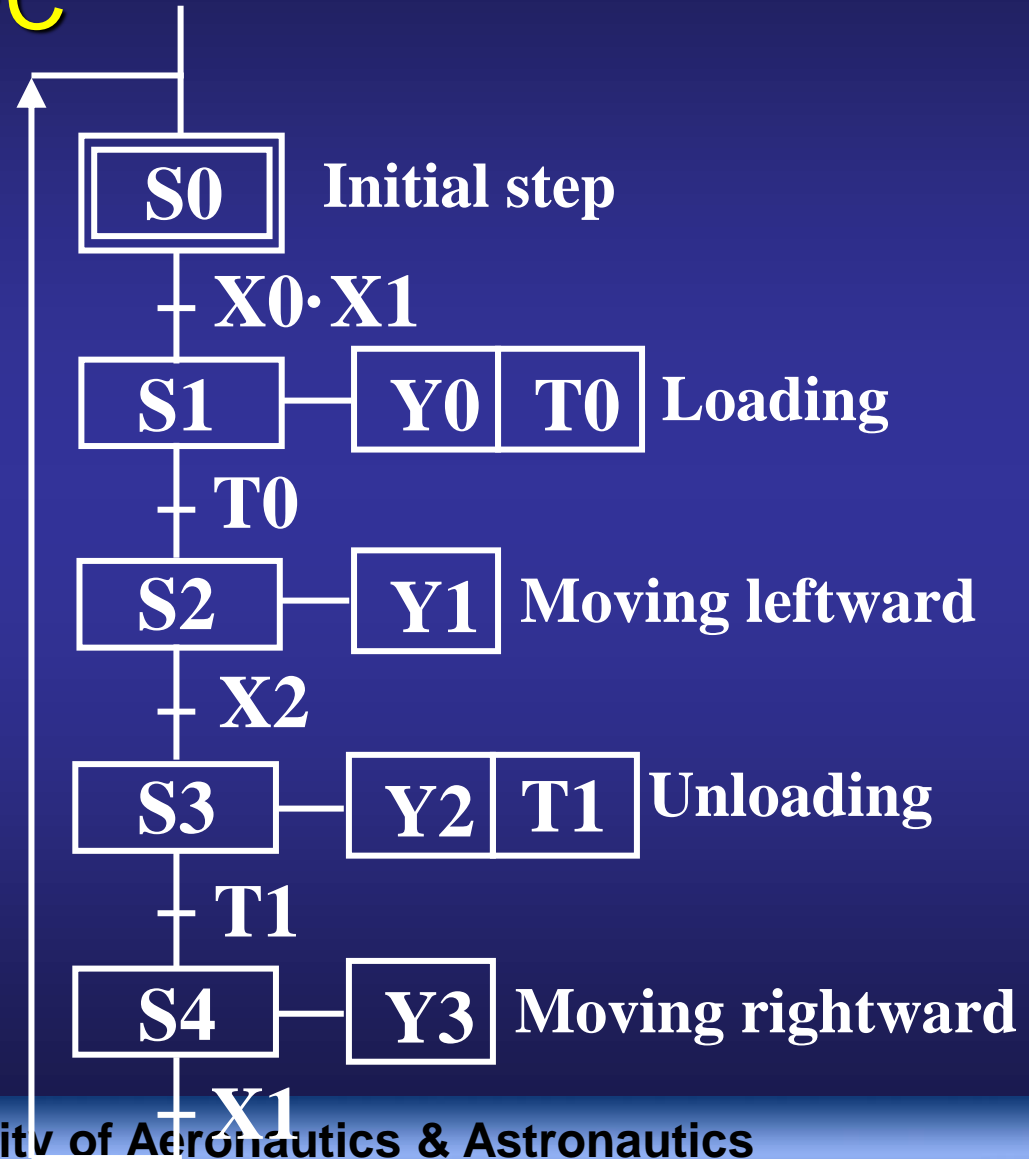 C
S0 Initial step
X0·X1
S1 Y0 T0 Loading
T0
S2 Y1 Moving leftward
X2
S3 Y2 T1 Unloading
T1
S4 Y3 Moving rightward
X1
of Aeronautics & Astronautics